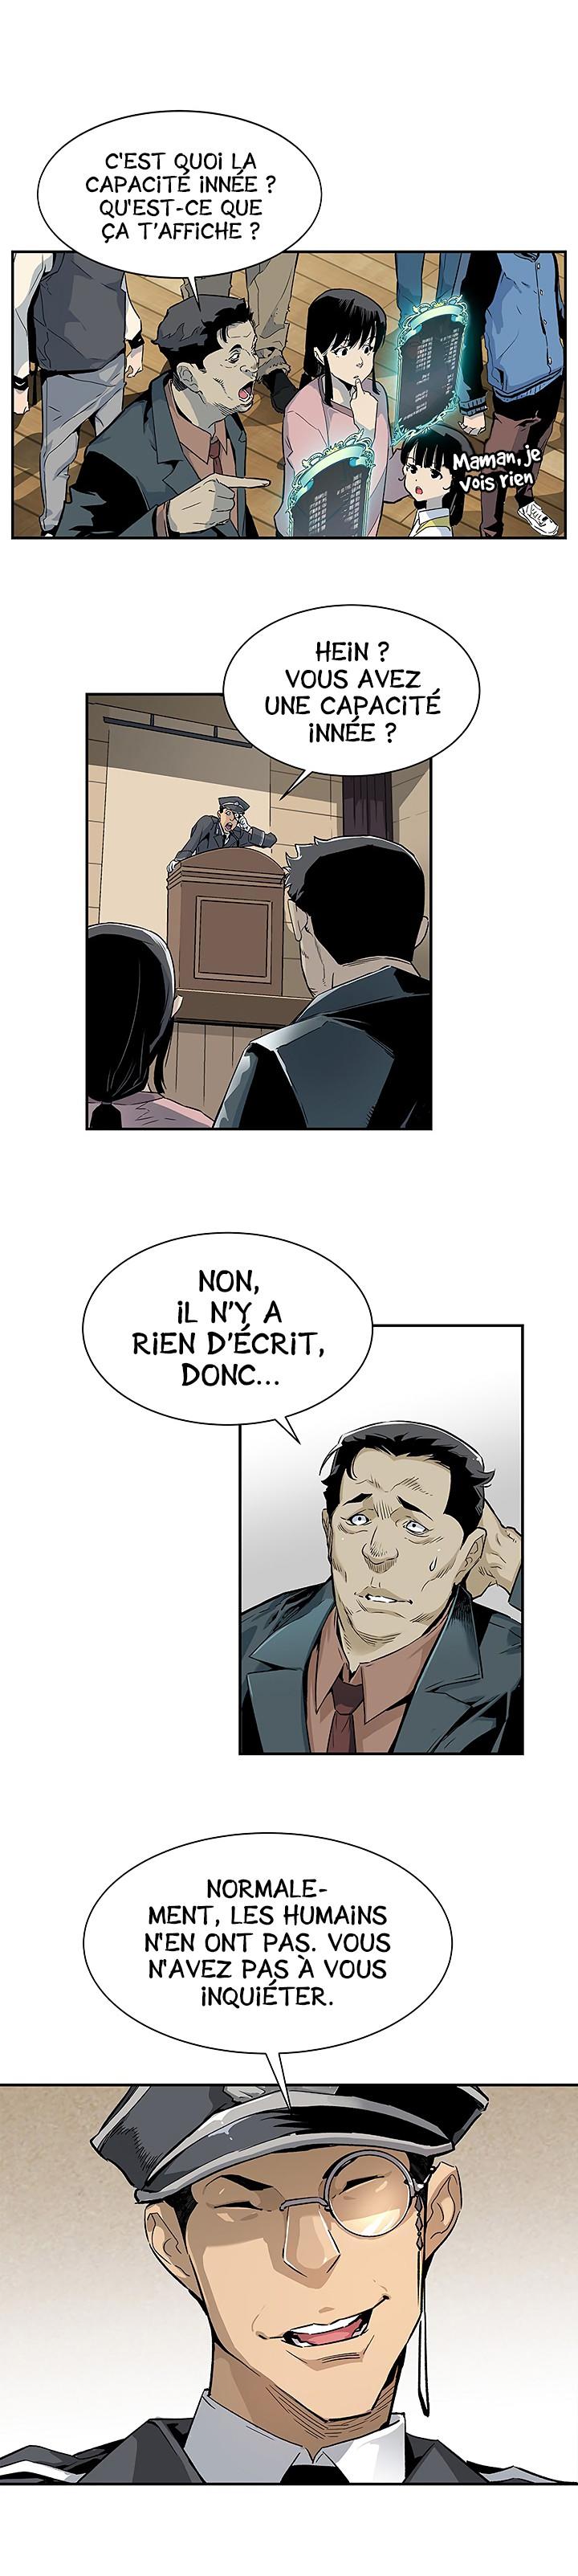 C'EST QUOI LA
CAPACITÉ INNÉE ?
QU'EST-CE QUE
ÇA T'AFFICHE ?
Maman, je
vois rien
HEIN ?
VOUS AVEZ
UNE CAPACITÉ
INNÉE ?
NON,
IL N'Y A
RIEN D'ÉCRIT,
DONC...
NORMALE-
MENT, LES HUMAINS
N'EN ONT PAS. VOUS
N'AVEZ PAS À VOUS
INQUIÉTER.